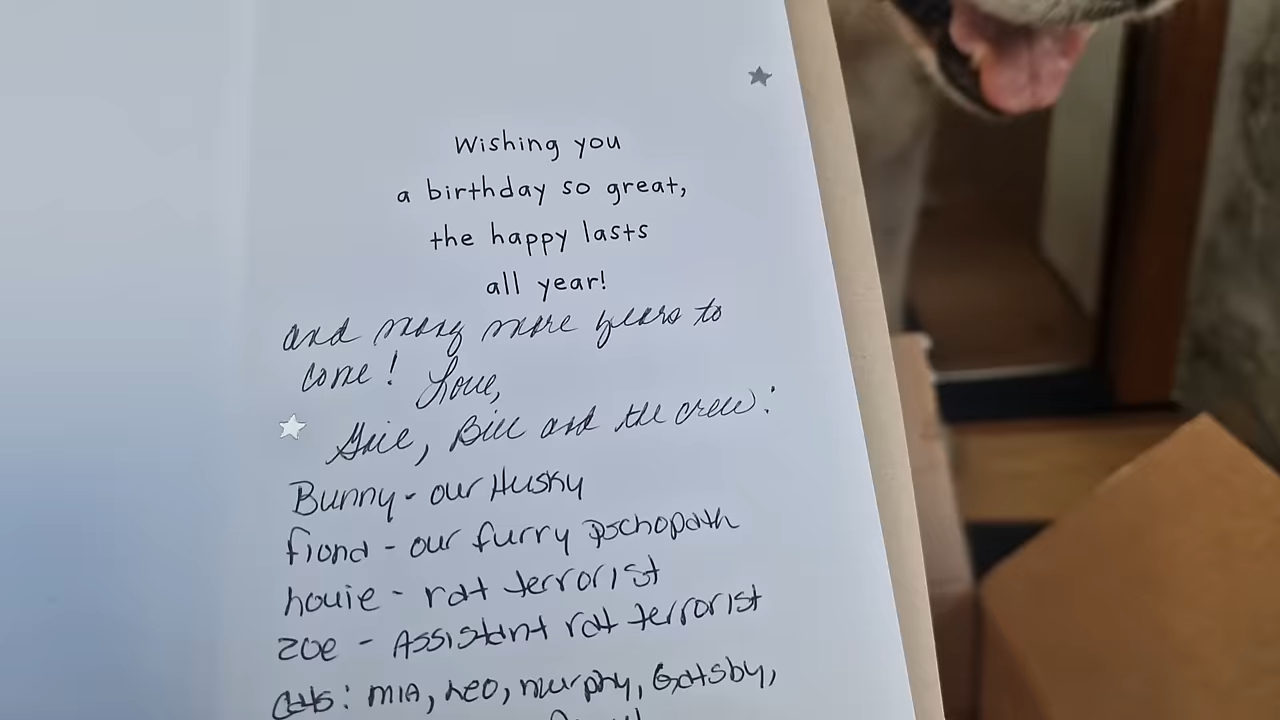 Wishing you
a birthday so great,
the happy lasts
all year!
and many more years to
come! Love,
Bill and the crew:
Bunny - our Husky
fiona - our furry Pschopath
houie - rat terrorist
zoe - Assistant rat terrorist
Cats: MIA, Leo, murphy, Gatsby,